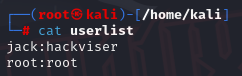 ┌──(root㉿kali)-[/home/kali]
└─# cat userlist
jack:hackviser
root:root